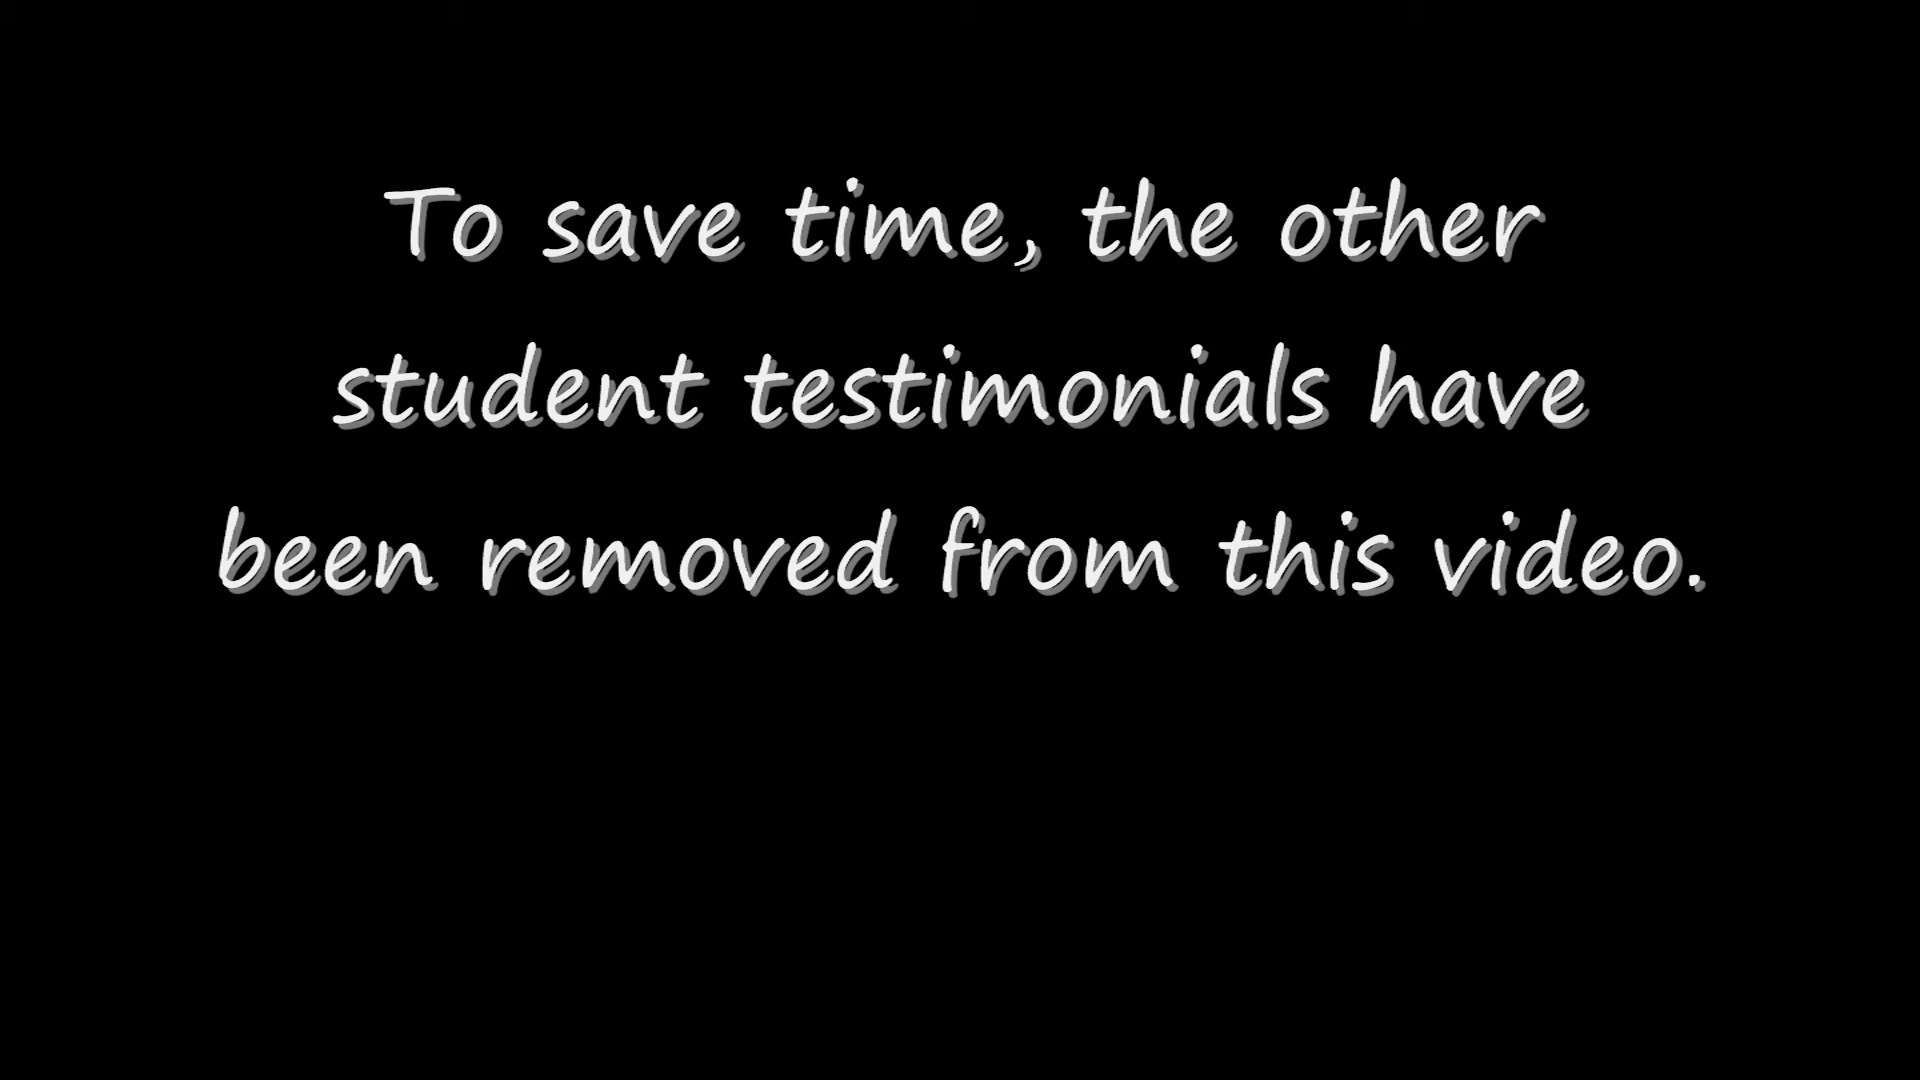 To save time, the other
student testimonials have
been removed from this video.